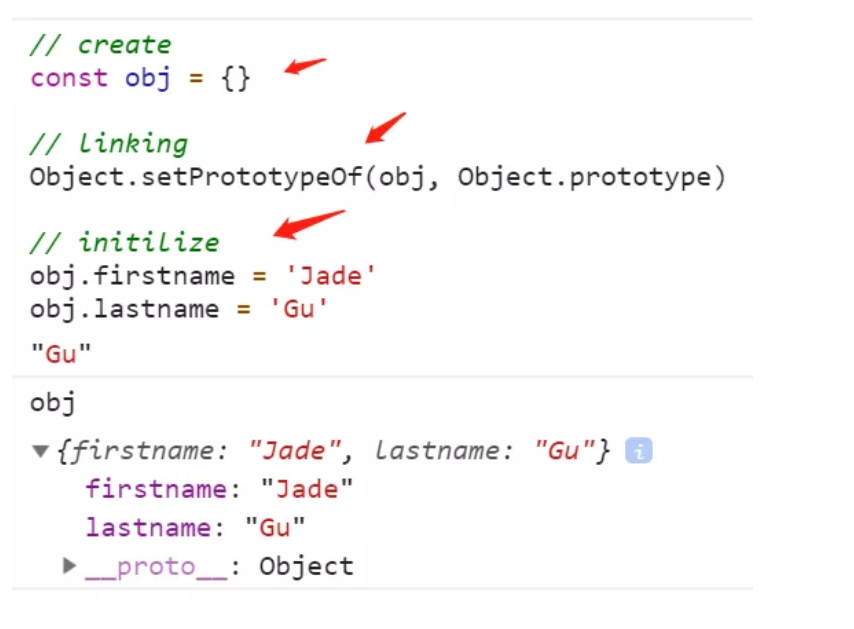 // create
const obj = {}
// linking
Object.setPrototypeOf(obj, Object.prototype)
// initilize
obj.firstname = 'Jade'
obj.lastname = 'Gu'
"Gu"
obj
▼{firstname: "Jade", lastname: "Gu"} i
firstname: "Jade"
lastname: "Gu"
▶__proto__: Object